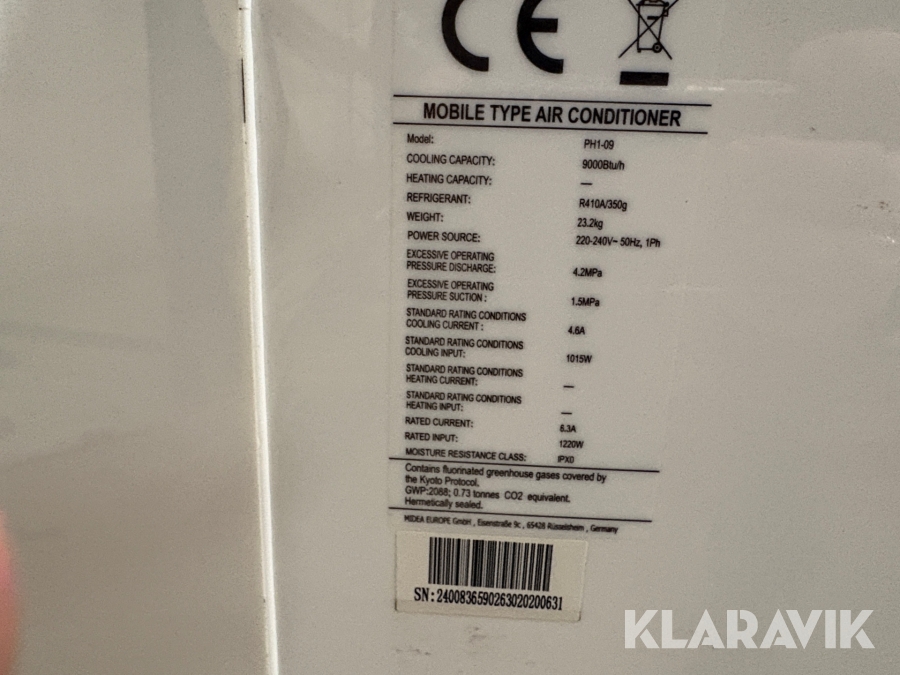 CE
MOBILE TYPE AIR CONDITIONER
Model: PH1-09
COOLING CAPACITY: 9000Btu/h
HEATING CAPACITY: —
REFRIGERANT: R410A/350g
WEIGHT: 23.2kg
POWER SOURCE: 220-240V~ 50Hz, 1Ph
EXCESSIVE OPERATING
PRESSURE DISCHARGE: 4.2MPa
EXCESSIVE OPERATING
PRESSURE SUCTION : 1.5MPa
STANDARD RATING CONDITIONS
COOLING CURRENT : 4.6A
STANDARD RATING CONDITIONS
COOLING INPUT: 1015W
STANDARD RATING CONDITIONS
HEATING CURRENT: —
STANDARD RATING CONDITIONS
HEATING INPUT: —
RATED CURRENT: 6.3A
RATED INPUT: 1220W
MOISTURE RESISTANCE CLASS: IPX0
Contains fluorinated greenhouse gases covered by
the Kyoto Protocol.
GWP:2088; 0.73 tonnes CO2 equivalent.
Hermetically sealed.
MIDEA EUROPE GmbH , Eisenstraße 9c , 65428 Rüsselsheim , Germany
SN:2400836590263020200631
KLARAVIK